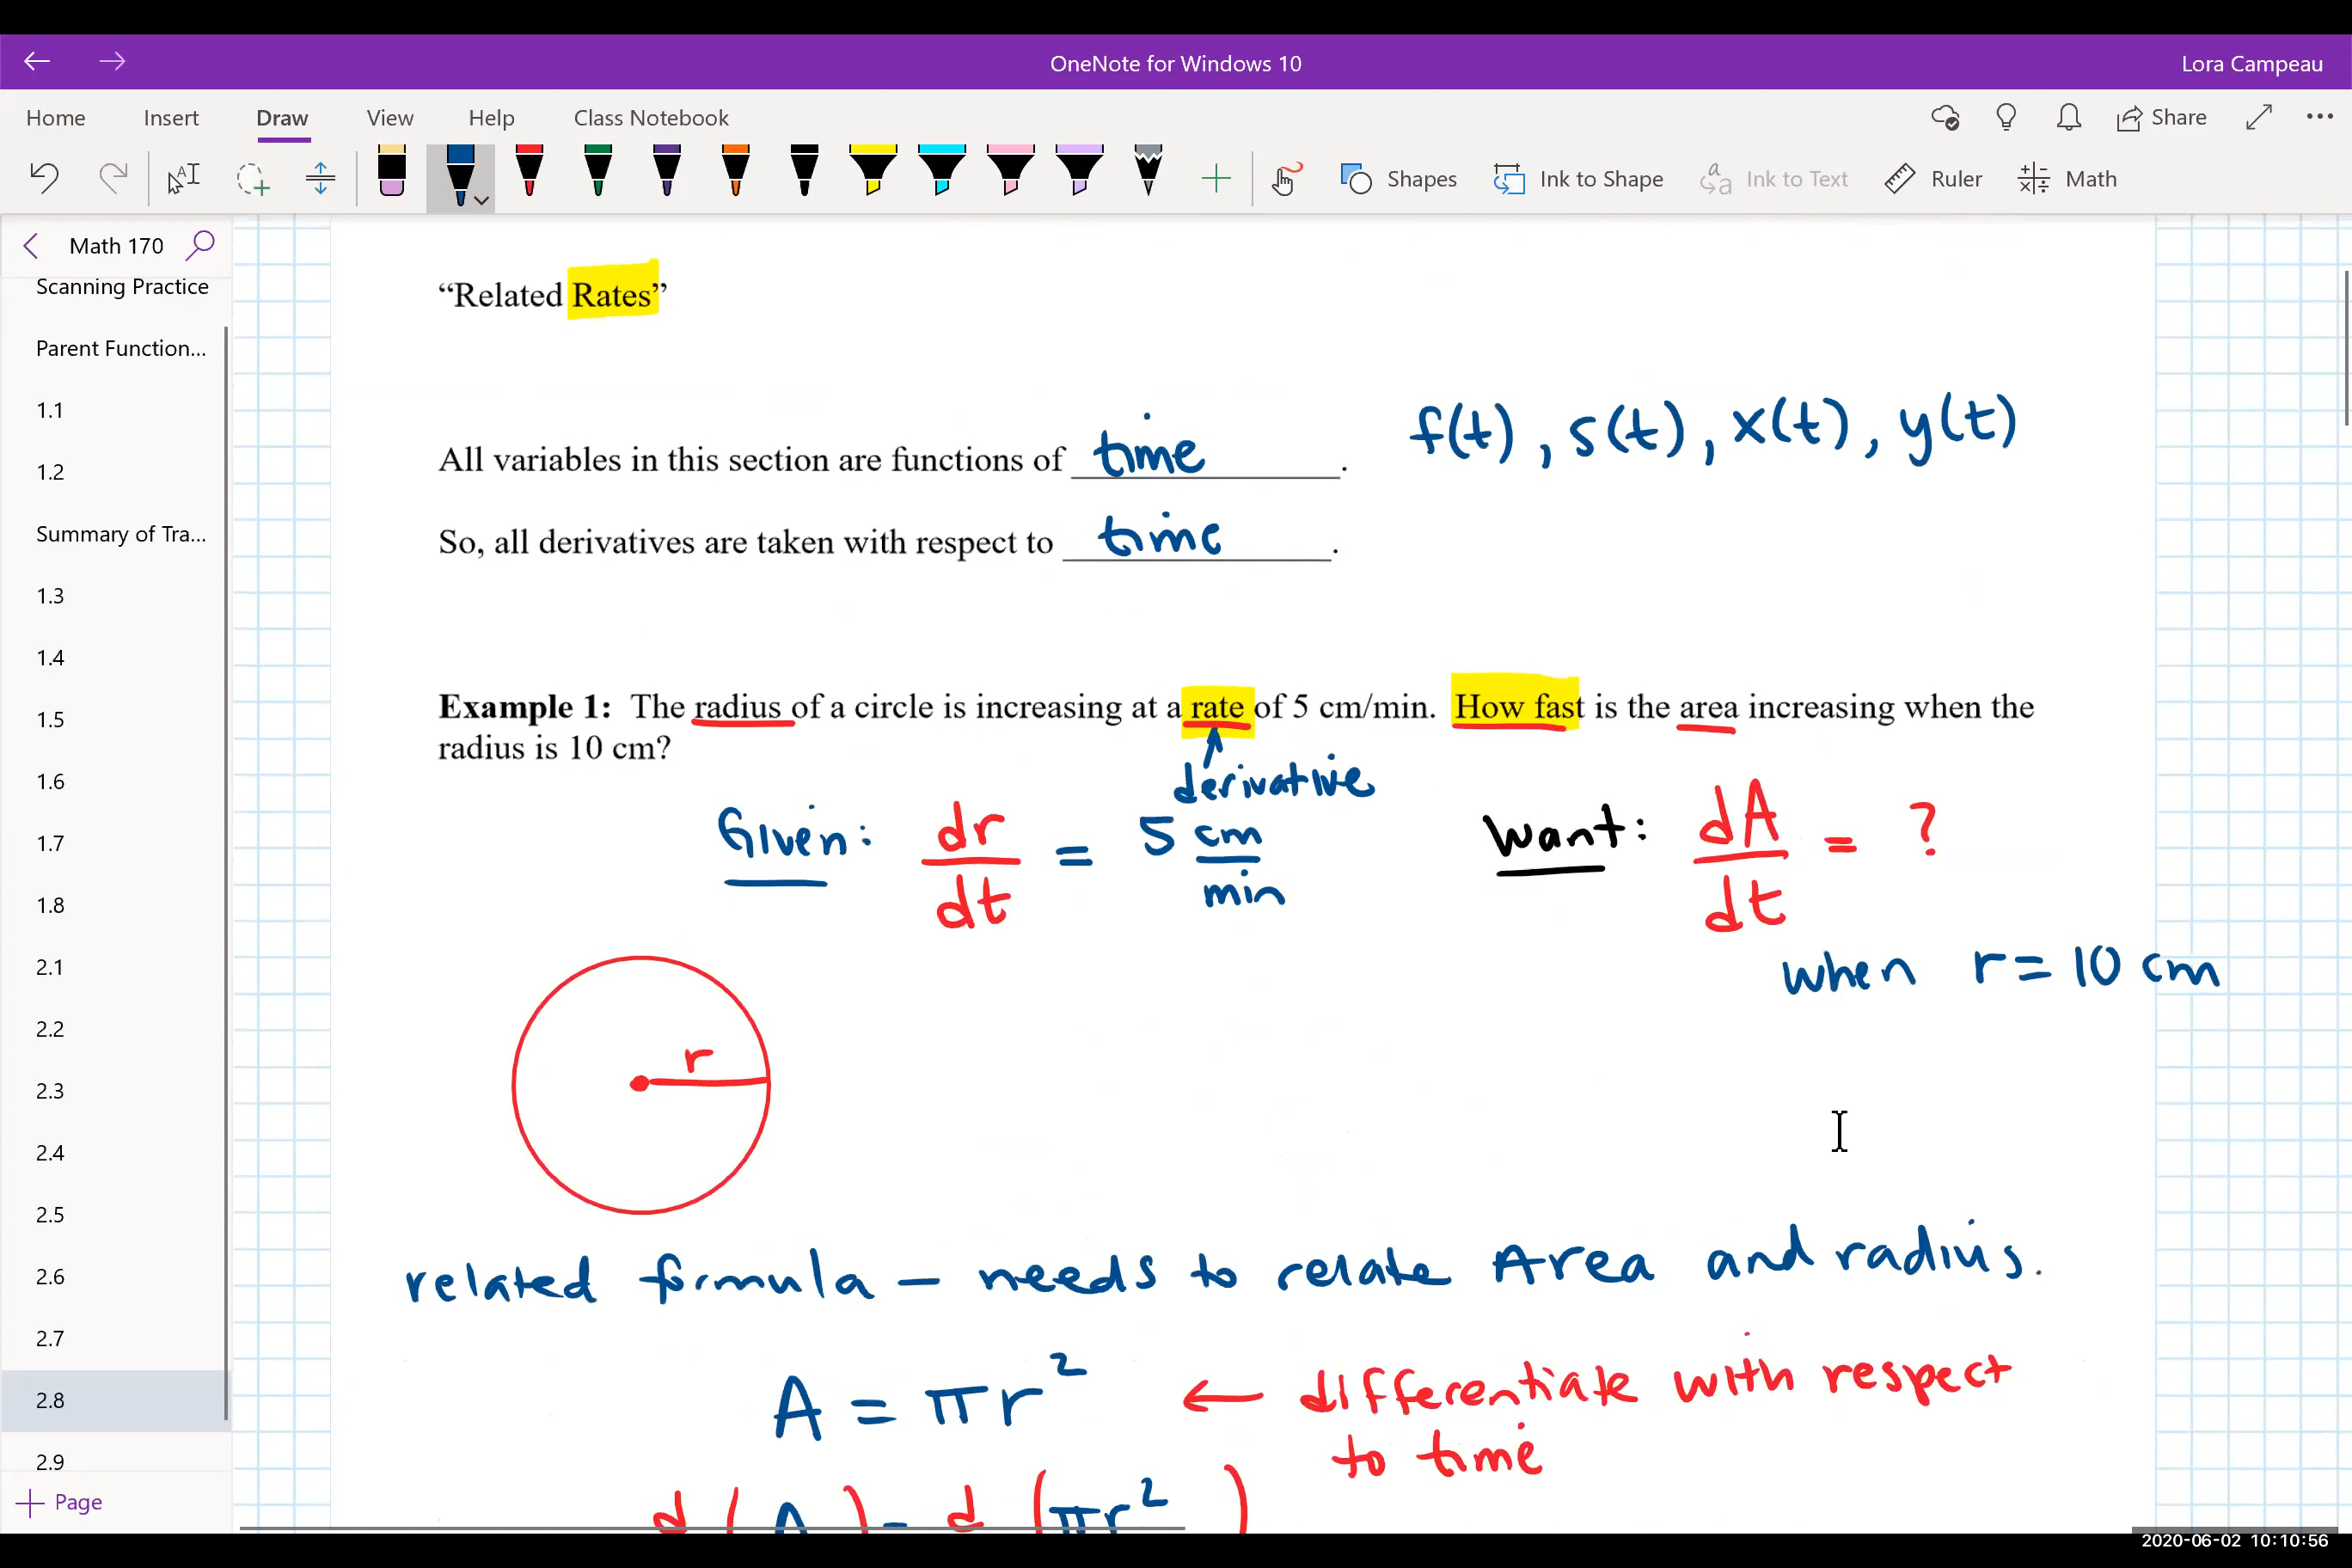 OneNote for Windows 10
Lora Campeau
Home Insert Draw View Help Class Notebook
Share
Shapes Ink to Shape Ink to Text Ruler Math
Math 170
Scanning Practice
Parent Function...
1.1
1.2
Summary of Tra...
1.3
1.4
1.5
1.6
1.7
1.8
2.1
2.2
2.3
2.4
2.5
2.6
2.7
2.8
2.9
Page
“Related Rates”
All variables in this section are functions of time. f(t), s(t), x(t), y(t)
So, all derivatives are taken with respect to time.
Example 1: The radius of a circle is increasing at a rate of 5 cm/min. How fast is the area increasing when the
radius is 10 cm?
derivative
Given: dr/dt = 5 cm/min Want: dA/dt = ?
when r = 10 cm
r
related formula – needs to relate Area and radius.
A = πr² ← differentiate with respect
to time
d (A) = d (πr²)
2020-06-02 10:10:56